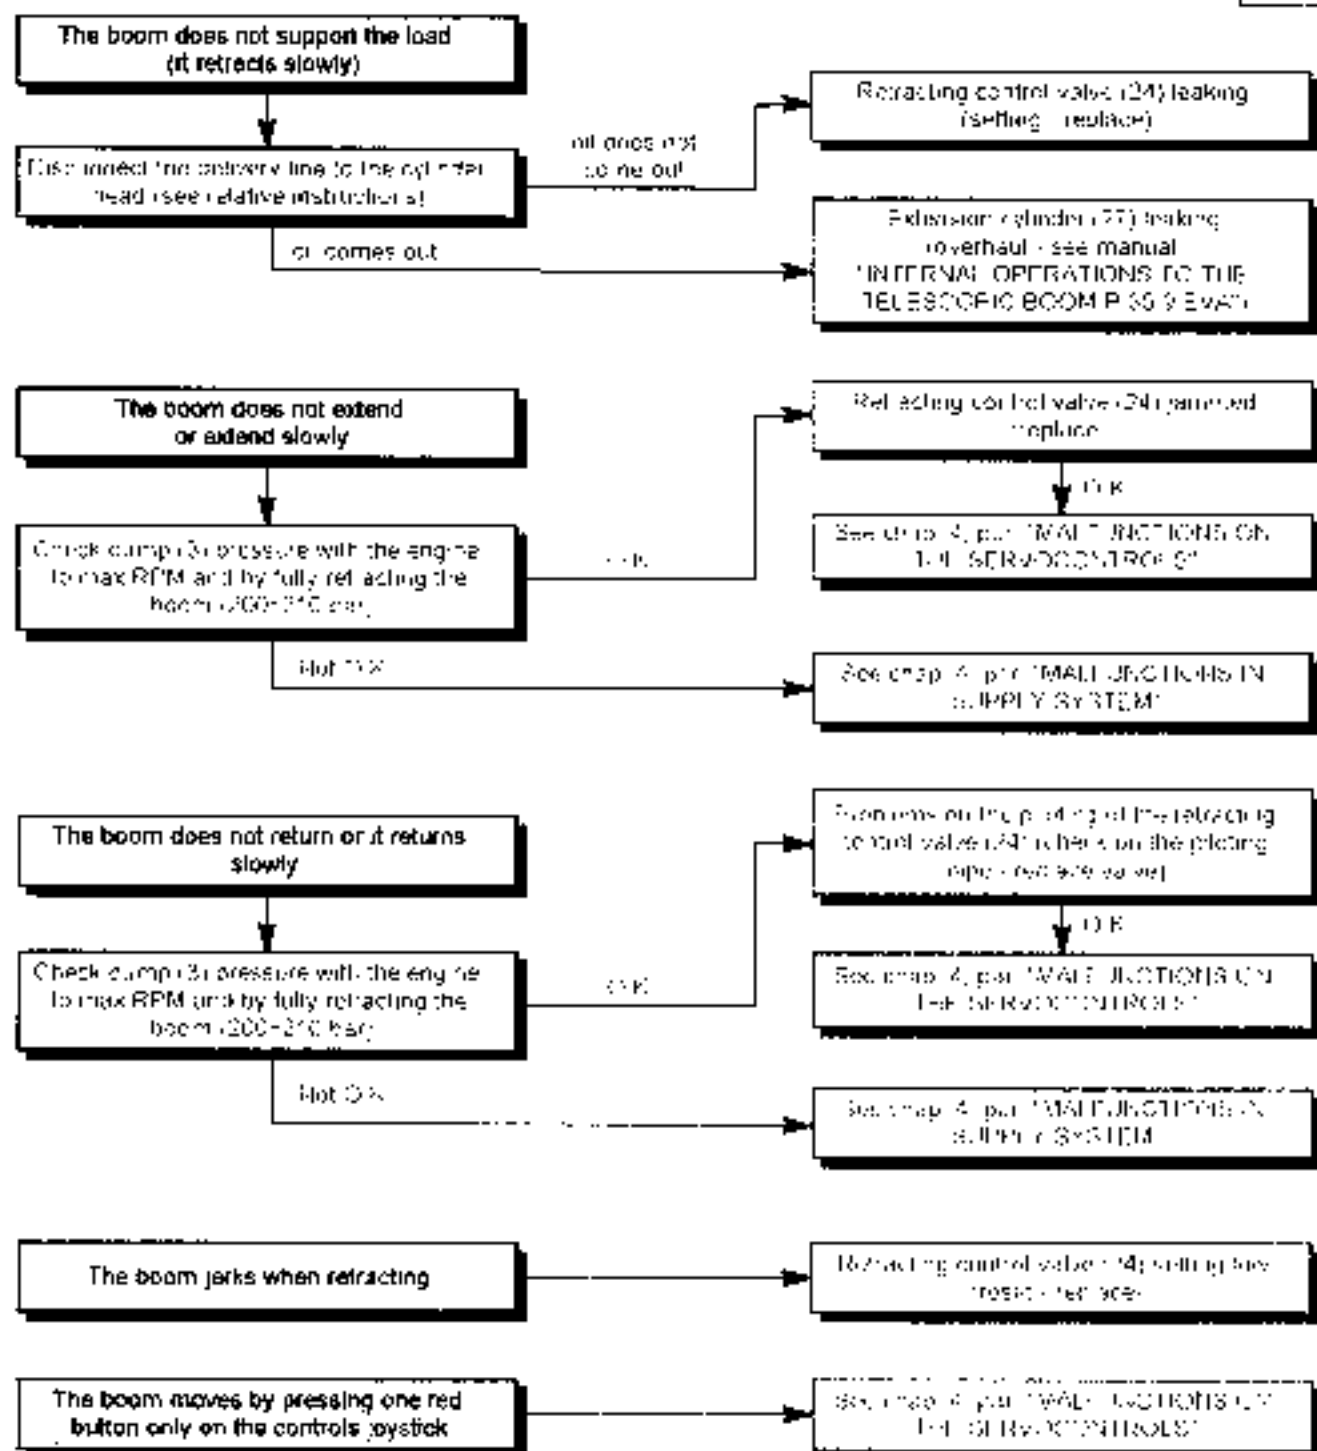 The boom does not support the load
(it retracts slowly)
Retracting control valve (24) leaking
(setting - replace)
oil does not
come out
Disconnect the delivery line to the cylinder
head (see relative instructions)
oil comes out
Extension cylinder (27) leaking
(overhaul - see manual
"INTERNAL OPERATIONS TO THE
TELESCOPIC BOOM P 35.9 EVO")
The boom does not extend
or extend slowly
Retracting control valve (24) jammed
replace
O.K.
Check pump (3) pressure with the engine
to max RPM and by fully retracting the
boom (200÷210 bar)
O.K.
See chap. 4, par. "MALFUNCTIONS ON
THE SERVOCONTROLS"
Not O.K.
See chap. 4, par. "MALFUNCTIONS IN
SUPPLY SYSTEM"
The boom does not return or it returns
slowly
Problems on the piloting of the retracting
control valve (24) (check on the piloting
pipe - replace valve)
O.K.
Check pump (3) pressure with the engine
to max RPM and by fully retracting the
boom (200÷210 bar)
O.K.
See chap. 4, par. "MALFUNCTIONS ON
THE SERVOCONTROLS"
Not O.K.
See chap. 4, par. "MALFUNCTIONS IN
SUPPLY SYSTEM
The boom jerks when retracting
Retracting control valve (24) setting low
replace
The boom moves by pressing one red
button only on the controls joystick
See chap. 4, par. "MALFUNCTIONS ON
THE SERVOCONTROLS"